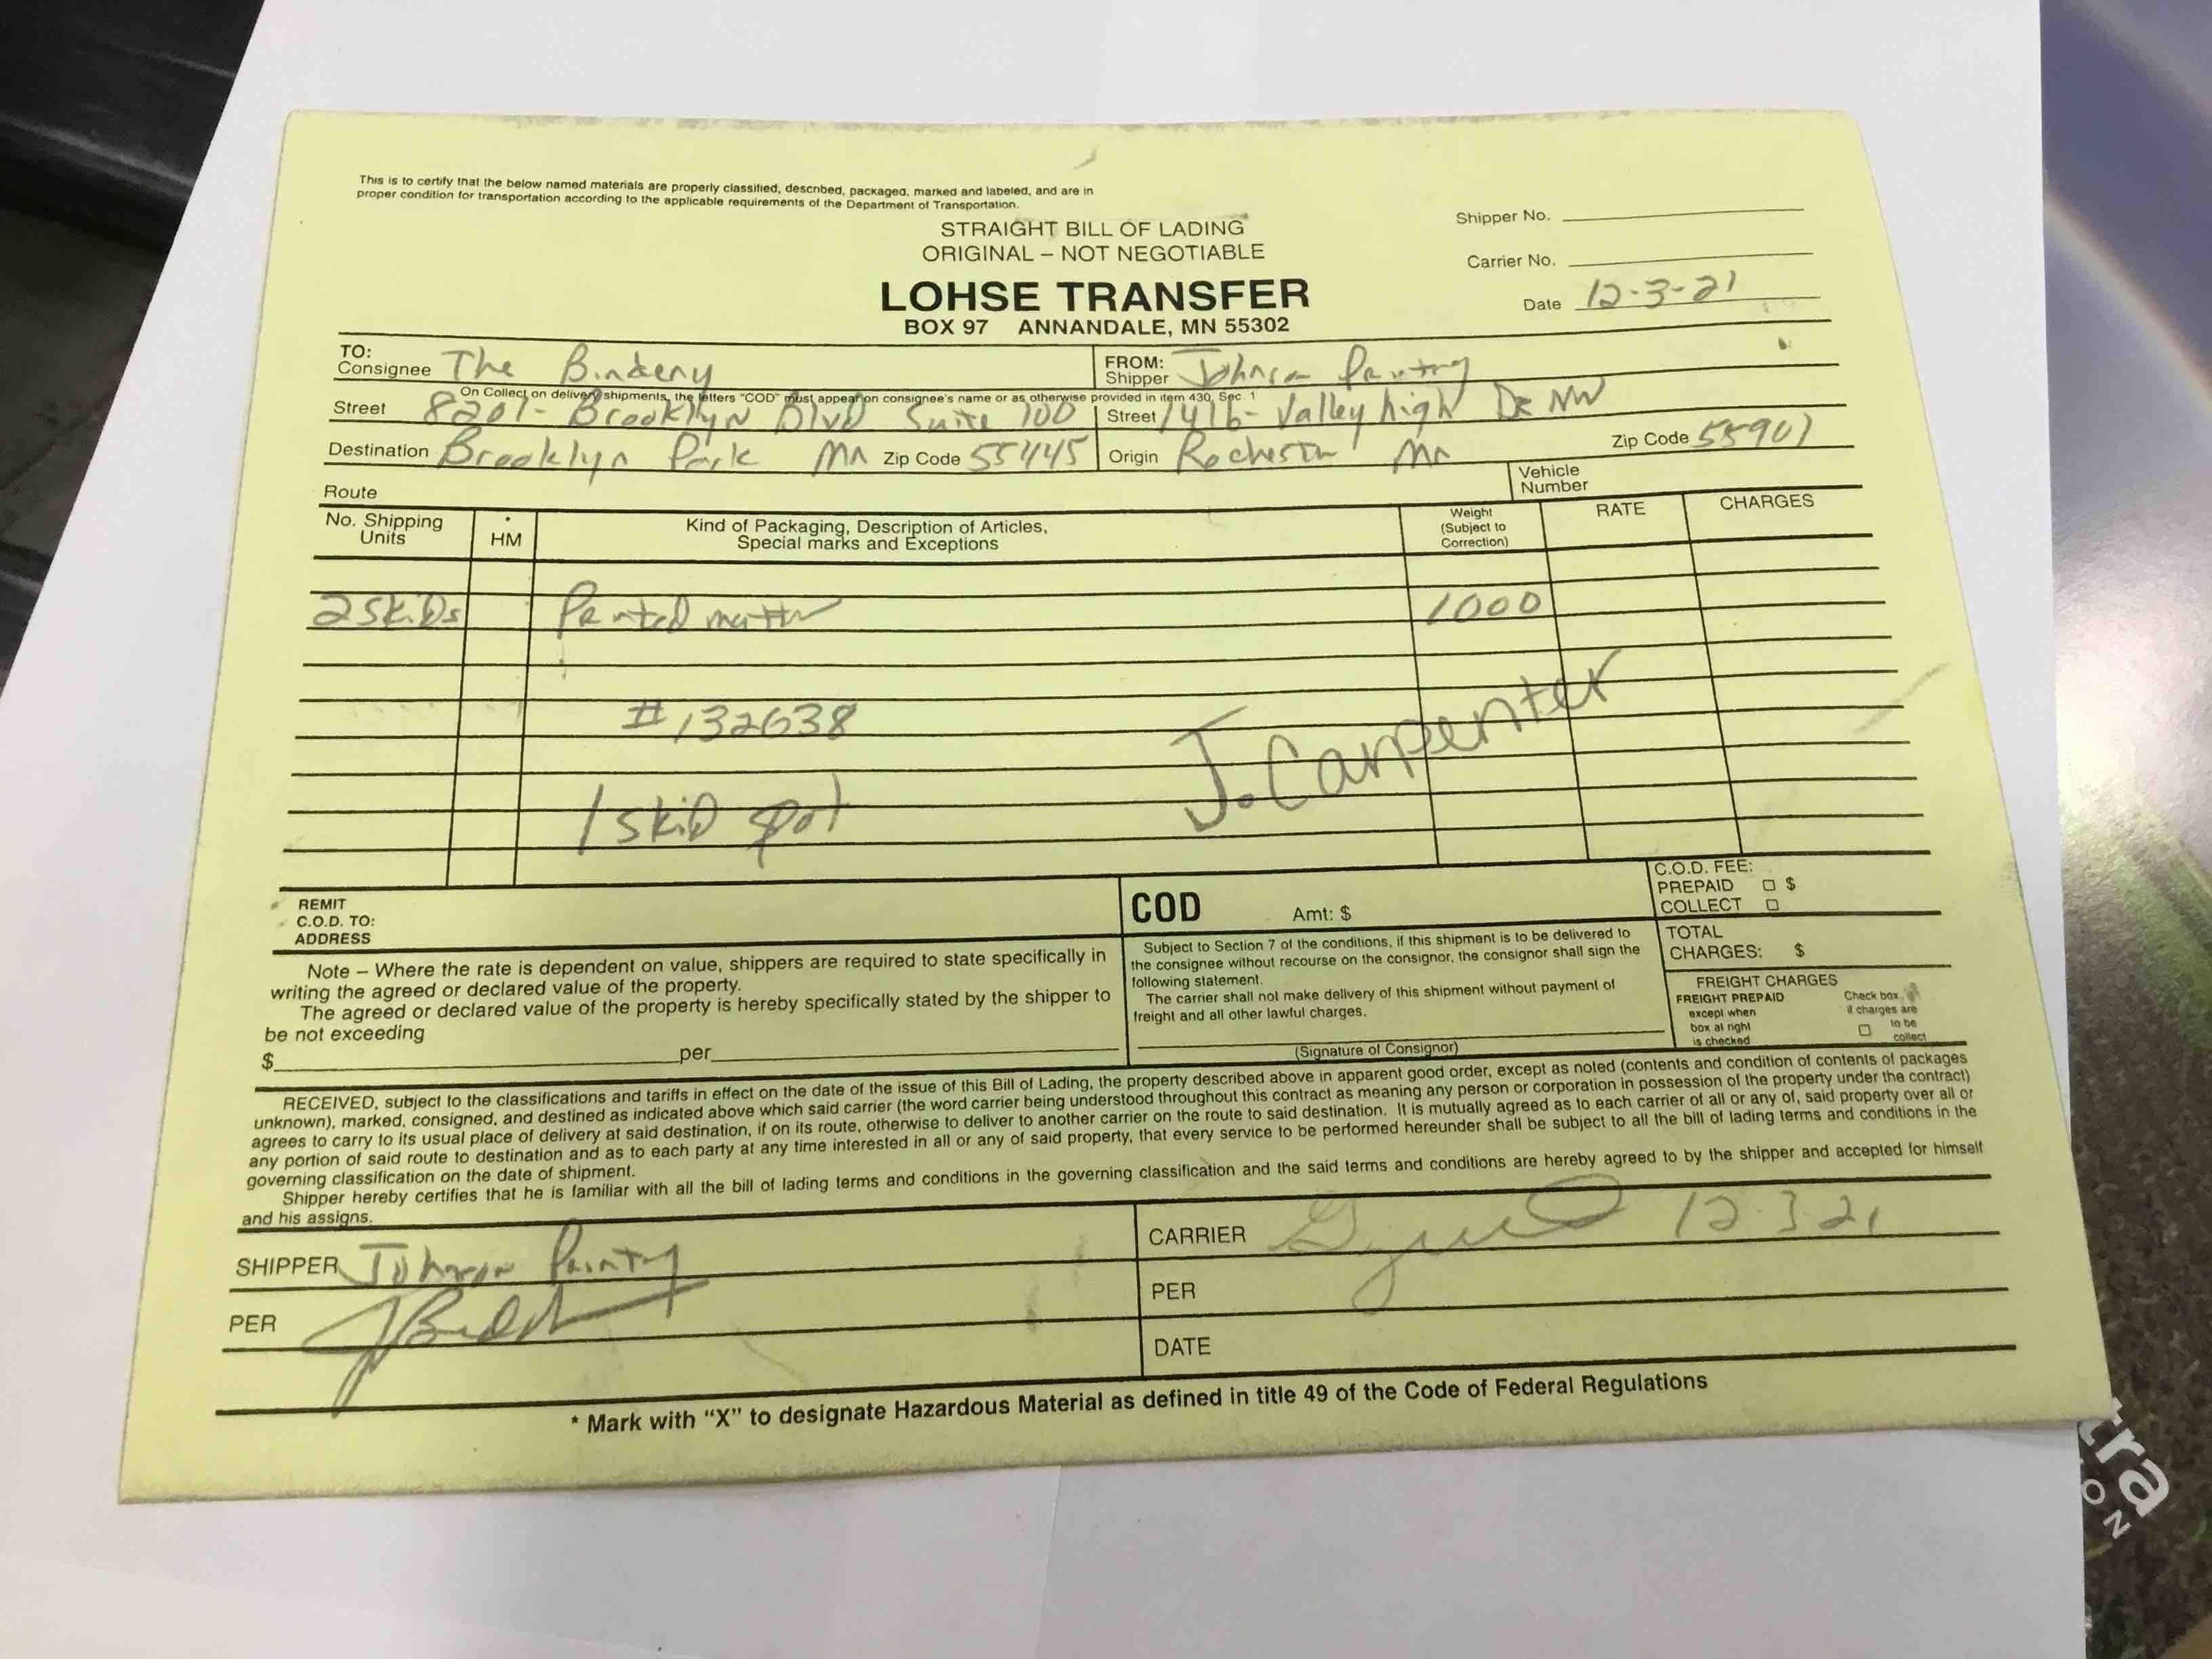 This is to certify that the below named materials are properly classified, described, packaged, marked and labeled, and are in
proper condition for transportation according to the applicable requirements of the Department of Transportation.
STRAIGHT BILL OF LADING
ORIGINAL – NOT NEGOTIABLE
LOHSE TRANSFER
BOX 97 ANNANDALE, MN 55302
Shipper No.
Carrier No.
Date 12-3-21
TO:
Consignee The Bindery
FROM:
Shipper Johnson Printing
On Collect on delivery shipments, the letters "COD" must appear on consignee's name or as otherwise provided in item 430, Sec. 1
Street 8201- Brooklyn Blvd Suite 100
Street 1416- Valley high Dr NW
Destination Brooklyn Park Mn Zip Code 55445
Origin Rochester Mn Zip Code 55901
Route
Vehicle
Number
No. Shipping
Units
*
HM
Kind of Packaging, Description of Articles,
Special marks and Exceptions
Weight
(Subject to
Correction)
RATE
CHARGES
2 skids Printed matter 1000
#132638
J. Carpenter
1 skid spot
REMIT
C.O.D. TO:
ADDRESS
COD Amt: $
C.O.D. FEE:
PREPAID $
COLLECT
Note – Where the rate is dependent on value, shippers are required to state specifically in
writing the agreed or declared value of the property.
The agreed or declared value of the property is hereby specifically stated by the shipper to
be not exceeding
$ per
Subject to Section 7 of the conditions, if this shipment is to be delivered to
the consignee without recourse on the consignor, the consignor shall sign the
following statement.
The carrier shall not make delivery of this shipment without payment of
freight and all other lawful charges.
(Signature of Consignor)
TOTAL
CHARGES: $
FREIGHT CHARGES
FREIGHT PREPAID
except when
box at right
is checked
Check box
if charges are
to be
collect
RECEIVED, subject to the classifications and tariffs in effect on the date of the issue of this Bill of Lading, the property described above in apparent good order, except as noted (contents and condition of contents of packages
unknown), marked, consigned, and destined as indicated above which said carrier (the word carrier being understood throughout this contract as meaning any person or corporation in possession of the property under the contract)
agrees to carry to its usual place of delivery at said destination, if on its route, otherwise to deliver to another carrier on the route to said destination. It is mutually agreed as to each carrier of all or any of, said property over all or
any portion of said route to destination and as to each party at any time interested in all or any of said property, that every service to be performed hereunder shall be subject to all the bill of lading terms and conditions in the
governing classification on the date of shipment.
Shipper hereby certifies that he is familiar with all the bill of lading terms and conditions in the governing classification and the said terms and conditions are hereby agreed to by the shipper and accepted for himself
and his assigns.
SHIPPER Johnson Printing
PER
CARRIER 12-3-21
PER
DATE
* Mark with "X" to designate Hazardous Material as defined in title 49 of the Code of Federal Regulations
tra